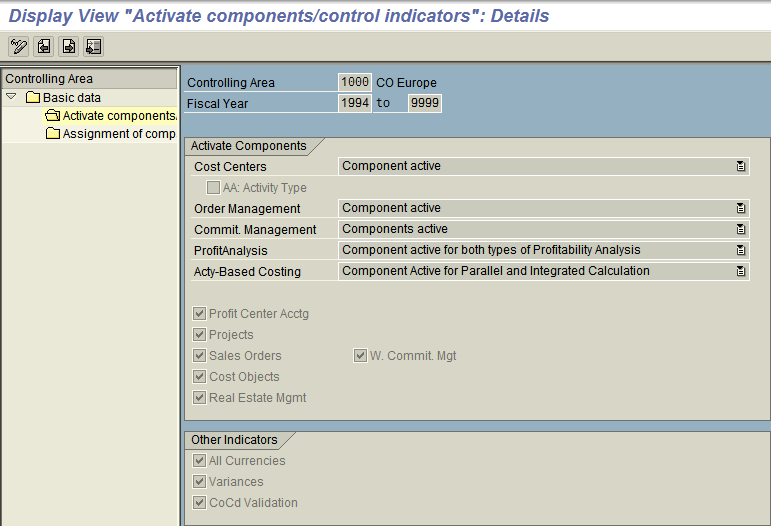 Display View "Activate components/control indicators": Details
Controlling Area
Basic data
Activate components.
Assignment of comp
Controlling Area 1000 CO Europe
Fiscal Year 1994 to 9999
Activate Components
Cost Centers Component active
AA: Activity Type
Order Management Component active
Commit. Management Components active
ProfitAnalysis Component active for both types of Profitability Analysis
Acty-Based Costing Component Active for Parallel and Integrated Calculation
Profit Center Acctg
Projects
Sales Orders W. Commit. Mgt
Cost Objects
Real Estate Mgmt
Other Indicators
All Currencies
Variances
CoCd Validation